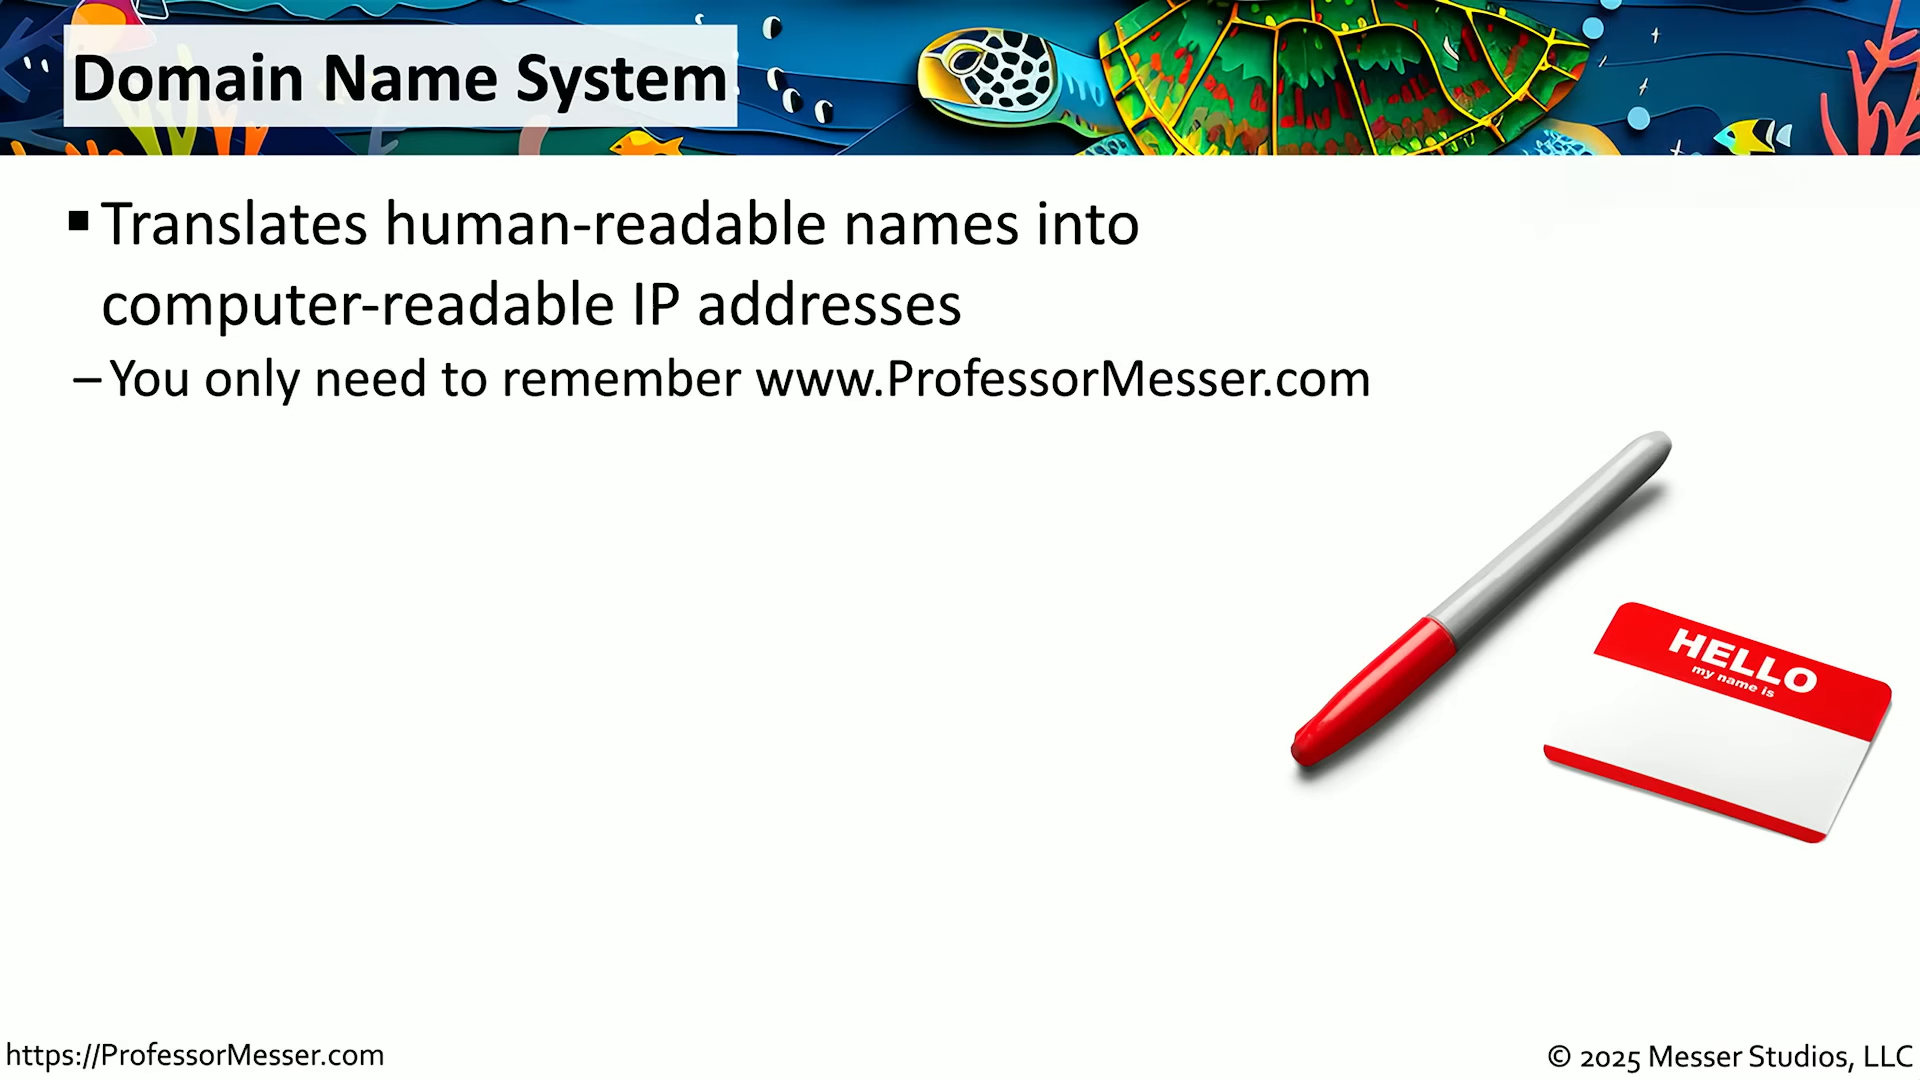 Domain Name System
▪ Translates human-readable names into
computer-readable IP addresses
– You only need to remember www.ProfessorMesser.com
HELLO
my name is
https://ProfessorMesser.com
© 2025 Messer Studios, LLC